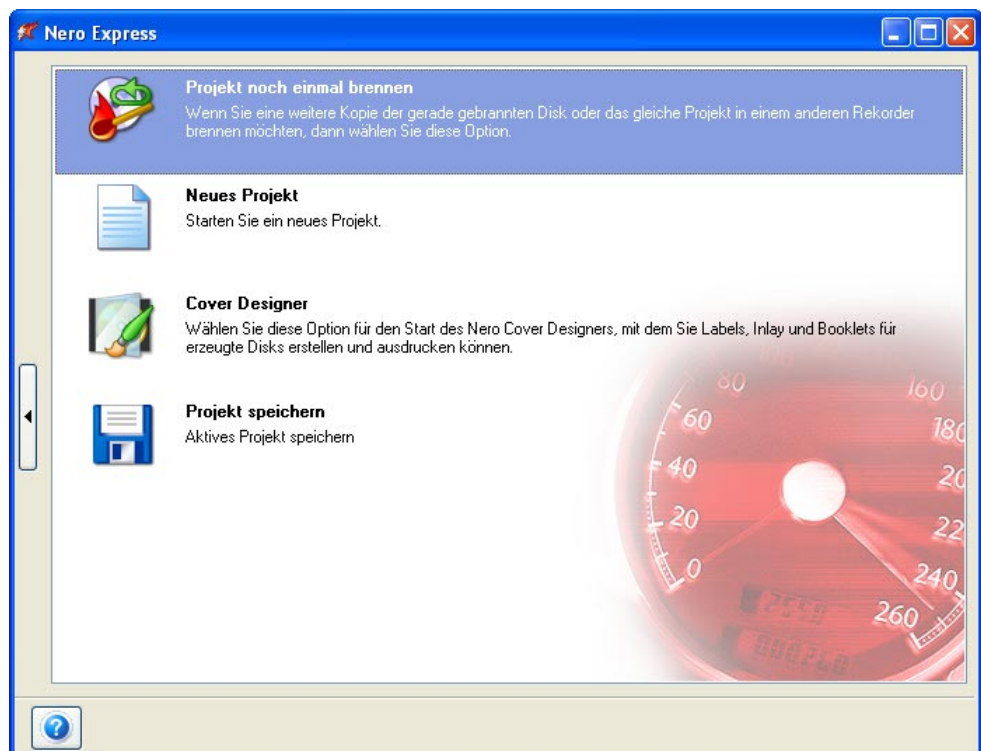 Nero Express
Projekt noch einmal brennen
Wenn Sie eine weitere Kopie der gerade gebrannten Disk oder das gleiche Projekt in einem anderen Rekorder
brennen möchten, dann wählen Sie diese Option.
Neues Projekt
Starten Sie ein neues Projekt.
Cover Designer
Wählen Sie diese Option für den Start des Nero Cover Designers, mit dem Sie Labels, Inlay und Booklets für
erzeugte Disks erstellen und ausdrucken können.
Projekt speichern
Aktives Projekt speichern
0
20
40
60
80
160
180
20
22
240
260
?